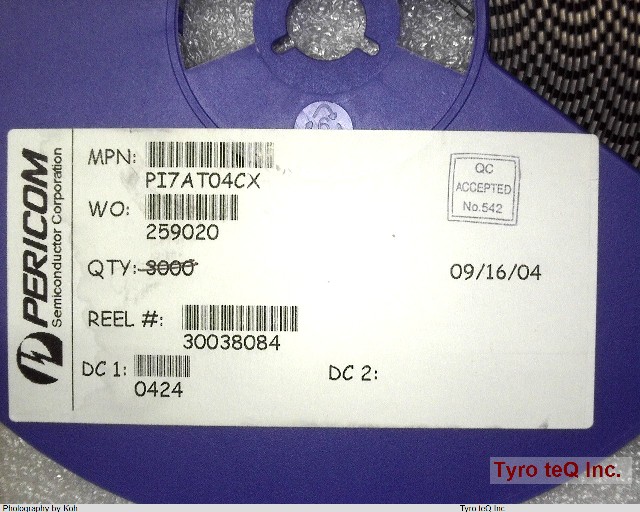 PERICOM
Semiconductor Corporation
MPN:
PI7AT04CX
WO:
259020
QTY: 3000
REEL #:
30038084
DC 1:
0424
DC 2:
QC
ACCEPTED
No.542
09/16/04
Tyro teQ Inc.
Photography by Koh
Tyro teQ Inc